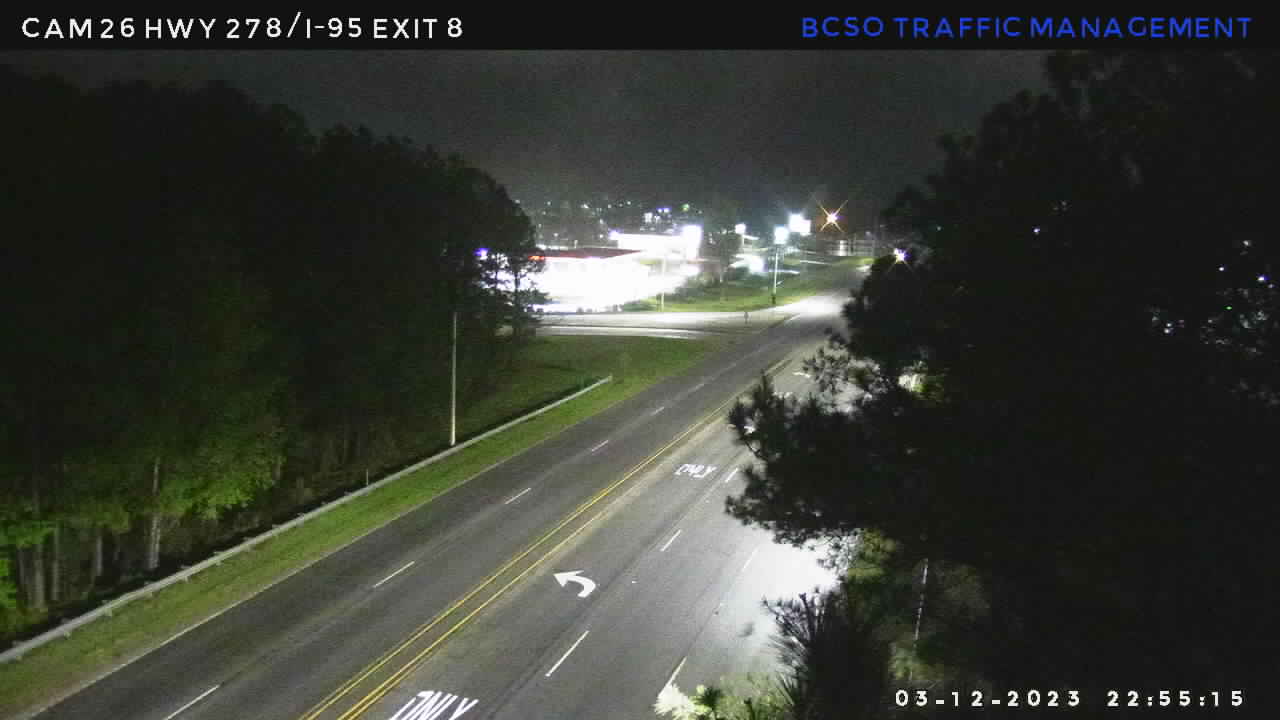 CAM 26 HWY 278/I-95 EXIT 8
BCSO TRAFFIC MANAGEMENT
ONLY
ONLY
03-12-2023 22:55:15